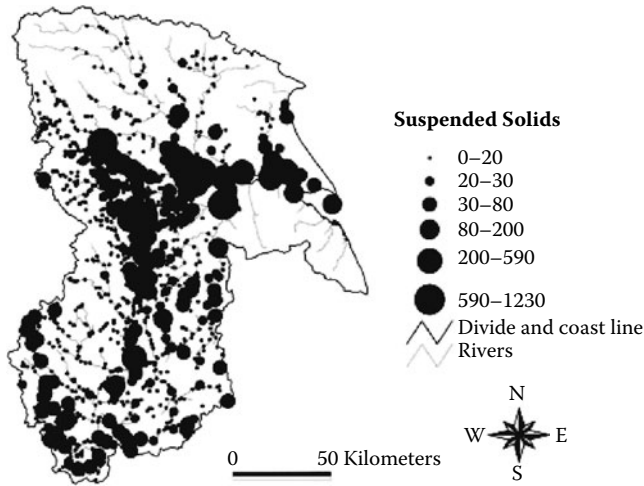 Suspended Solids
0–20
20–30
30–80
80–200
200–590
590–1230
Divide and coast line
Rivers
N
W E
S
0 50 Kilometers